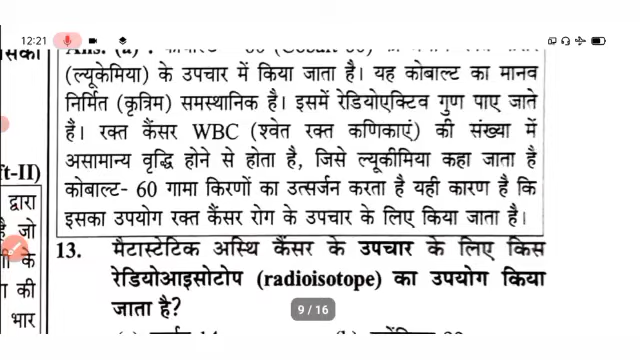 12:21
सका
Ans. (a) :
(ल्यूकेमिया) के उपचार में किया जाता है। यह कोबाल्ट का मानव
निर्मित (कृत्रिम) समस्थानिक है। इसमें रेडियोएक्टिव गुण पाए जाते
है। रक्त कैंसर WBC (श्वेत रक्त कणिकाएं) की संख्या में
असामान्य वृद्धि होने से होता है, जिसे ल्यूकीमिया कहा जाता है
कोबाल्ट- 60 गामा किरणों का उत्सर्जन करता है यही कारण है कि
इसका उपयोग रक्त कैंसर रोग के उपचार के लिए किया जाता है।
ft-II)
द्वारा
है जो
के
की
भार
13. मैटास्टेटिक अस्थि कैंसर के उपचार के लिए किस
रेडियोआइसोटोप (radioisotope) का उपयोग किया
जाता है?
9 / 16